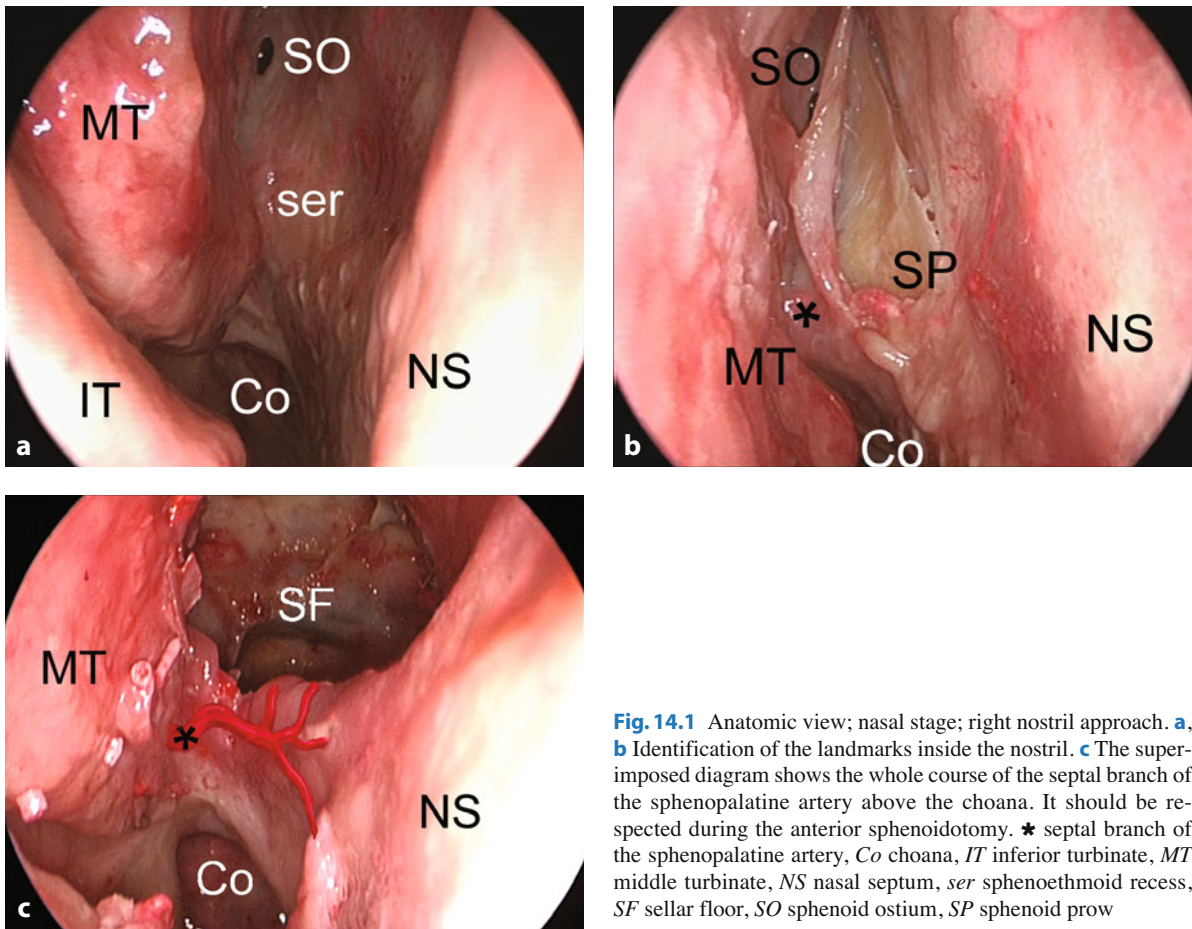 SO
MT
ser
IT
Co
NS
a
SO
SP
*
MT
NS
Co
b
SF
MT
*
NS
Co
c
Fig. 14.1 Anatomic view; nasal stage; right nostril approach. a,
b Identification of the landmarks inside the nostril. c The super-
imposed diagram shows the whole course of the septal branch of
the sphenopalatine artery above the choana. It should be re-
spected during the anterior sphenoidotomy. * septal branch of
the sphenopalatine artery, Co choana, IT inferior turbinate, MT
middle turbinate, NS nasal septum, ser sphenoethmoid recess,
SF sellar floor, SO sphenoid ostium, SP sphenoid prow